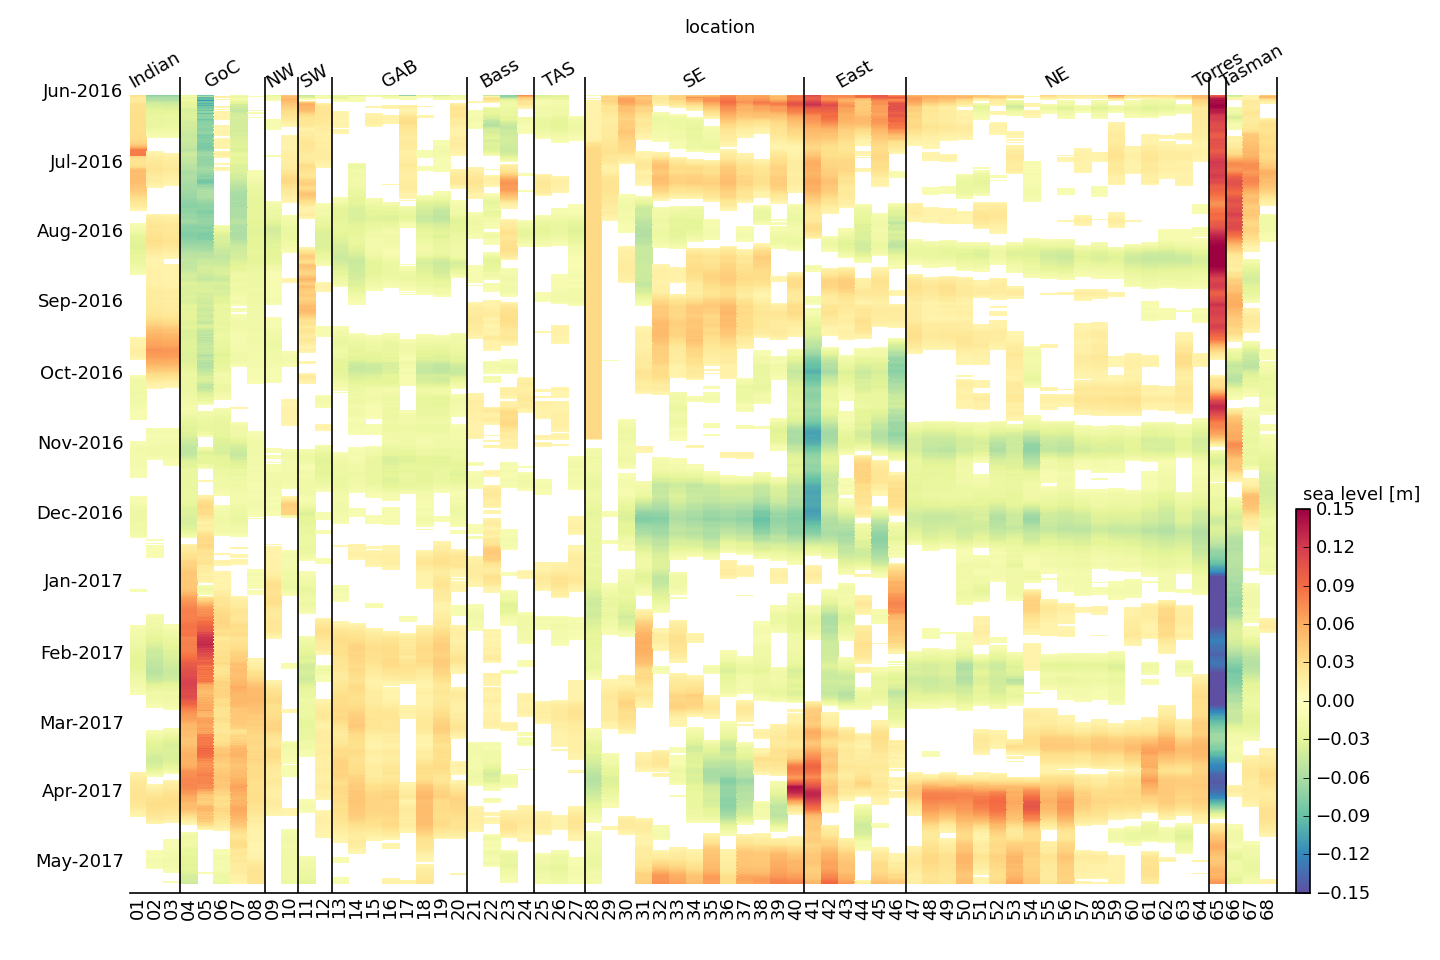 location
Indian GoC NW SW GAB Bass TAS SE East NE Torres Tasman
Jun-2016
Jul-2016
Aug-2016
Sep-2016
Oct-2016
Nov-2016
Dec-2016
Jan-2017
Feb-2017
Mar-2017
Apr-2017
May-2017
sea level [m]
0.15
0.12
0.09
0.06
0.03
0.00
−0.03
−0.06
−0.09
−0.12
−0.15
01 02 03 04 05 06 07 08 09 10 11 12 13 14 15 16 17 18 19 20 21 22 23 24 25 26 27 28 29 30 31 32 33 34 35 36 37 38 39 40 41 42 43 44 45 46 47 48 49 50 51 52 53 54 55 56 57 58 59 60 61 62 63 64 65 66 67 68